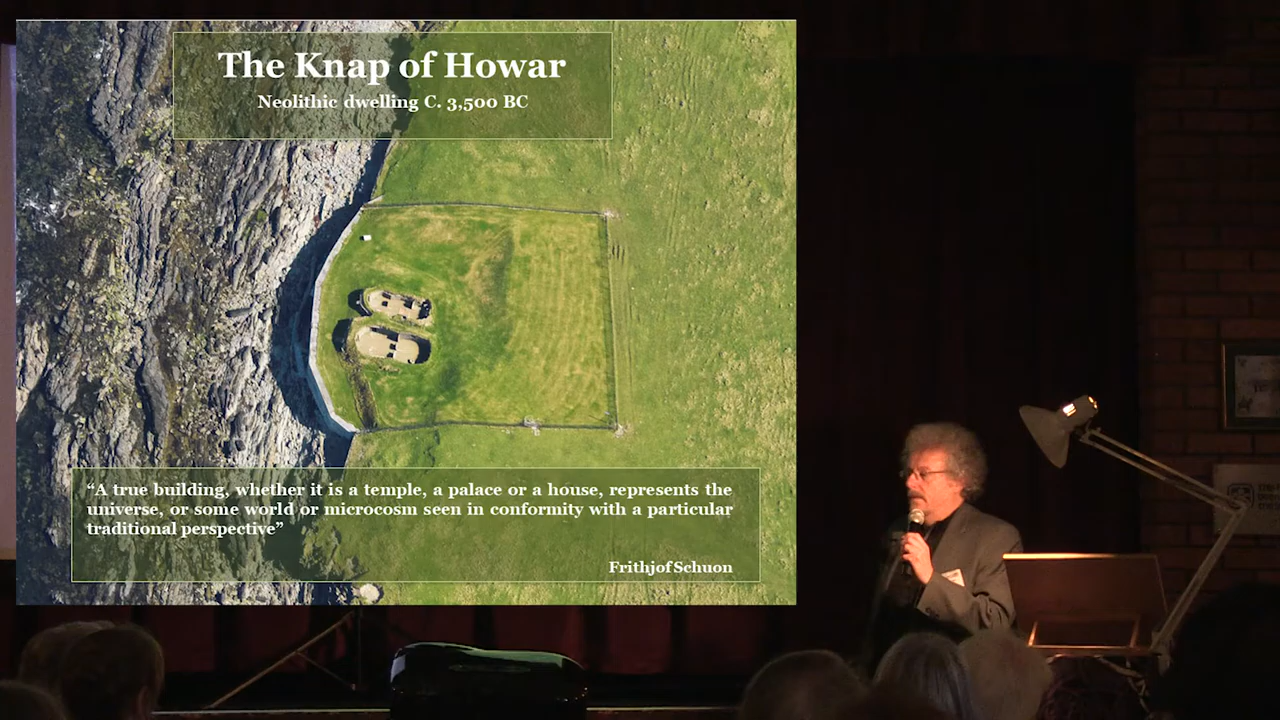 The Knap of Howar
Neolithic dwelling C. 3,500 BC
“A true building, whether it is a temple, a palace or a house, represents the
universe, or some world or microcosm seen in conformity with a particular
traditional perspective”
Frithjof Schuon